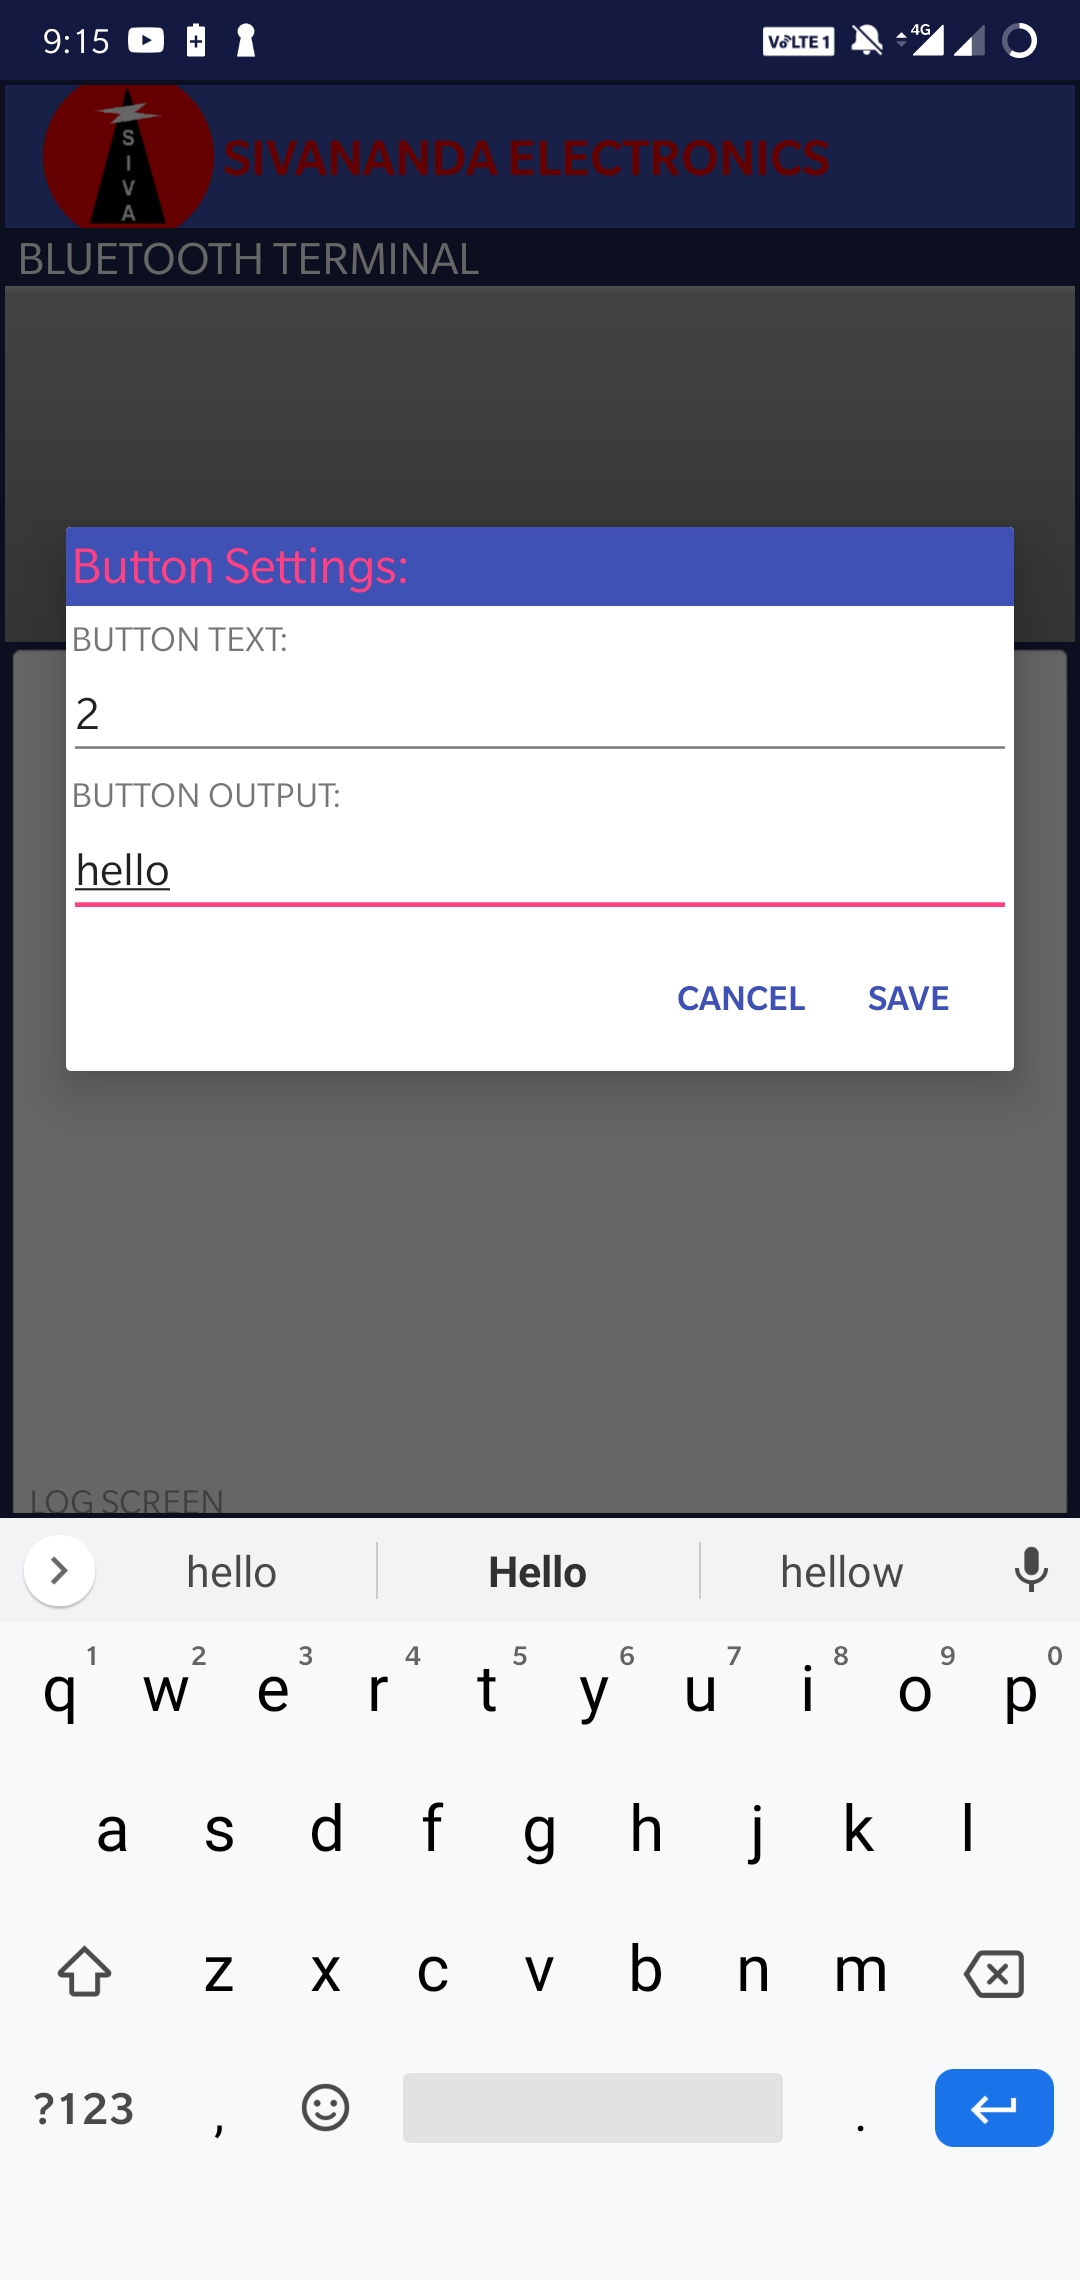 9:15 VoLTE 1 4G
S
I
V
A
SIVANANDA ELECTRONICS
BLUETOOTH TERMINAL
Button Settings:
BUTTON TEXT:
2
BUTTON OUTPUT:
hello
CANCEL SAVE
LOG SCREEN
hello Hello hellow
1 2 3 4 5 6 7 8 9 0
q w e r t y u i o p
a s d f g h j k l
z x c v b n m
?123 , .